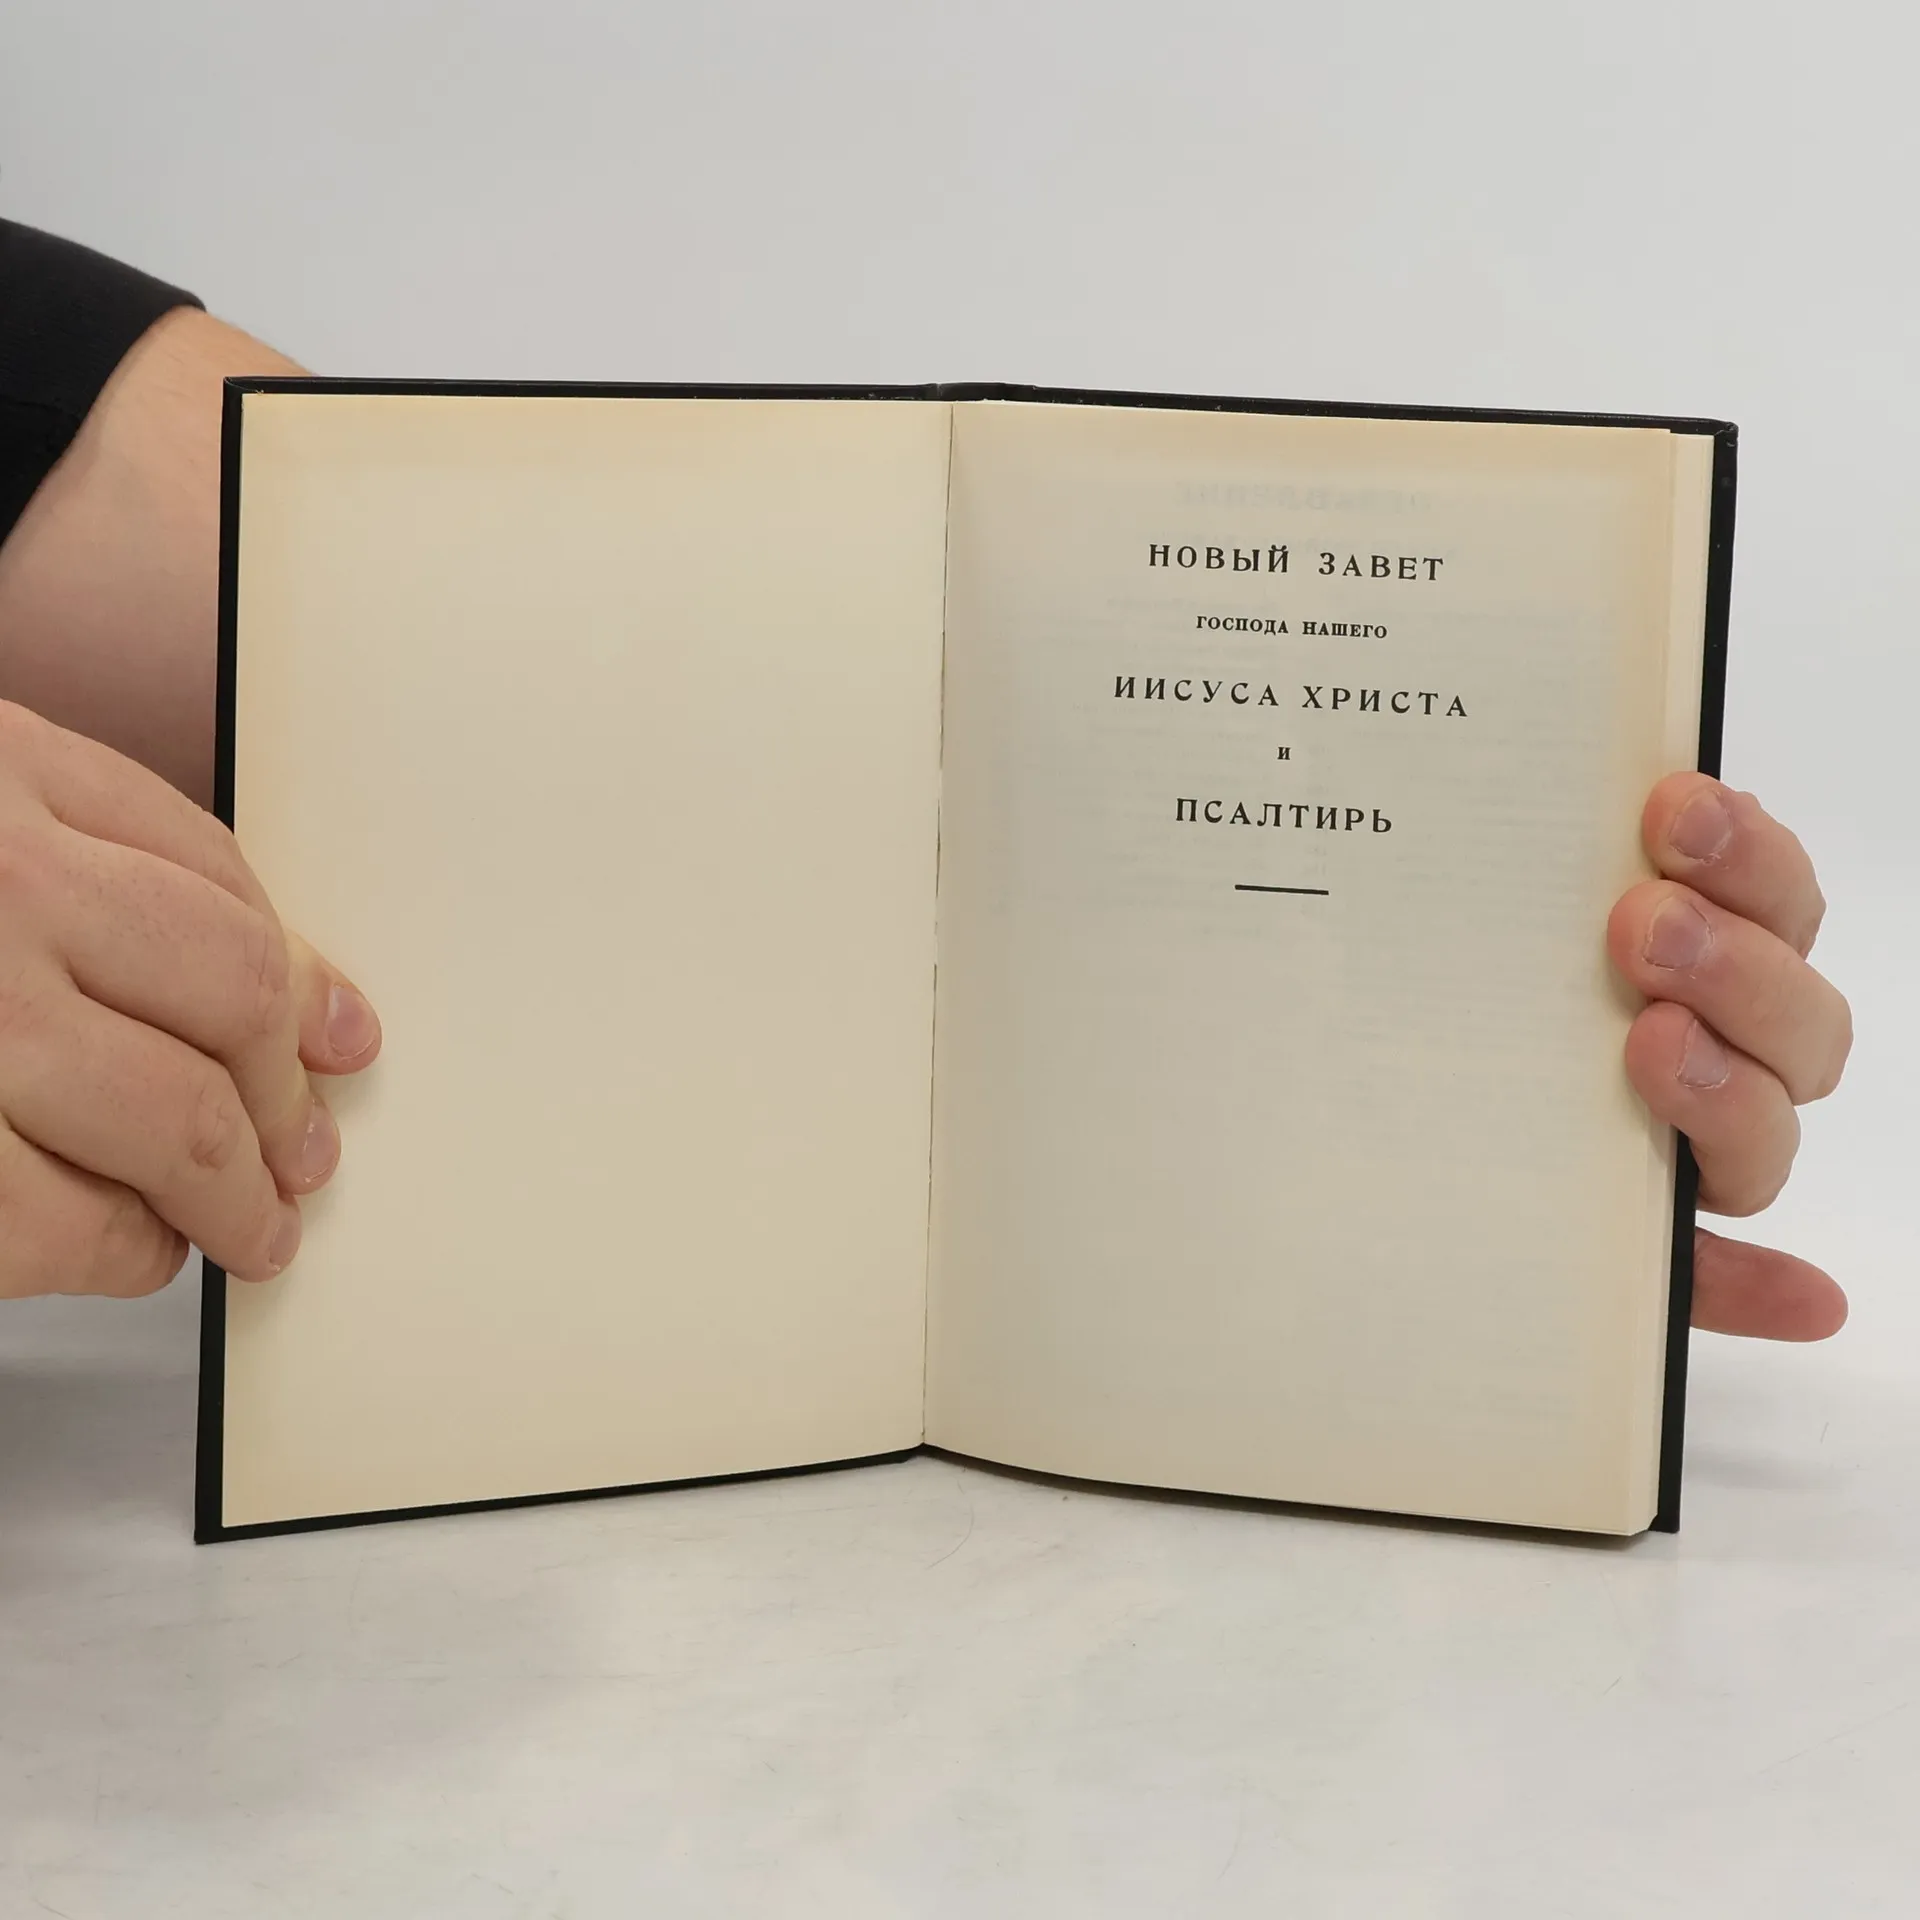 НОВЫЙ ЗАВЕТ
ГОСПОДА НАШЕГО
ИИСУСА ХРИСТА
И
ПСАЛТИРЬ